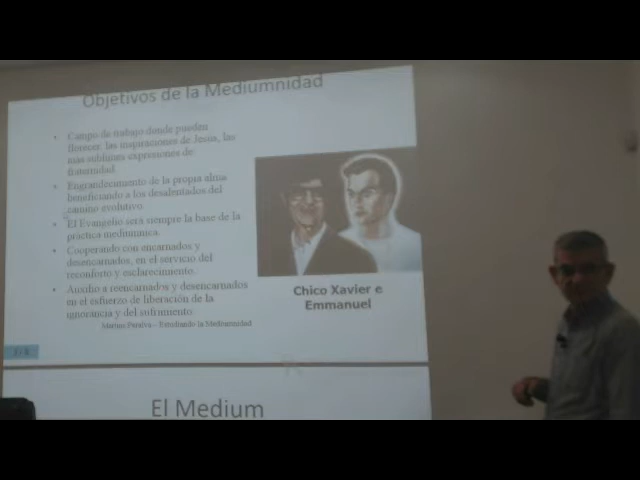 Objetivos de la Mediumnidad
Campo de trabajo donde pueden
florecer, las inspiraciones de Jesús, las
más sublimes expresiones de
fraternidad.
Engrandecimiento de la propia alma
beneficiando a los desalentados del
camino evolutivo.
El Evangelio será siempre la base de la
práctica mediúmnica.
Cooperando con encarnados y
desencarnados, en el servicio del
reconforto y esclarecimiento.
Auxilio a reencarnados y desencarnados
en el esfuerzo de liberación de la
ignorancia y del sufrimiento.
Martins Peralva - Estudiando la Mediumnidad
Chico Xavier e
Emmanuel
El Medium